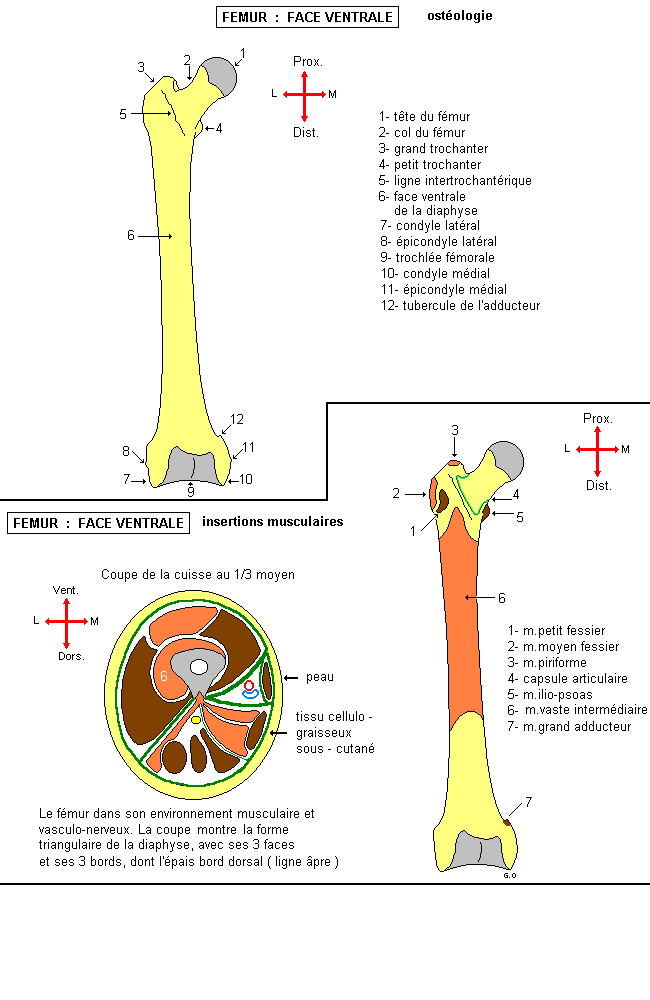 FEMUR : FACE VENTRALE
ostéologie
1
2
3
4
5
6
7
8
9
10
11
12
Prox.
L
M
Dist.
1- tête du fémur
2- col du fémur
3- grand trochanter
4- petit trochanter
5- ligne intertrochantérique
6- face ventrale
de la diaphyse
7- condyle latéral
8- épicondyle latéral
9- trochlée fémorale
10- condyle médial
11- épicondyle médial
12- tubercule de l'adducteur
FEMUR : FACE VENTRALE
insertions musculaires
Coupe de la cuisse au 1/3 moyen
Vent.
L
M
Dors.
6
peau
tissu cellulo -
graisseux
sous - cutané
Le fémur dans son environnement musculaire et
vasculo-nerveux. La coupe montre la forme
triangulaire de la diaphyse, avec ses 3 faces
et ses 3 bords, dont l'épais bord dorsal ( ligne âpre )
Prox.
L
M
Dist.
3
2
4
5
1
6
7
1- m.petit fessier
2- m.moyen fessier
3- m.piriforme
4- capsule articulaire
5- m.ilio-psoas
6- m.vaste intermédiaire
7- m.grand adducteur
G.O